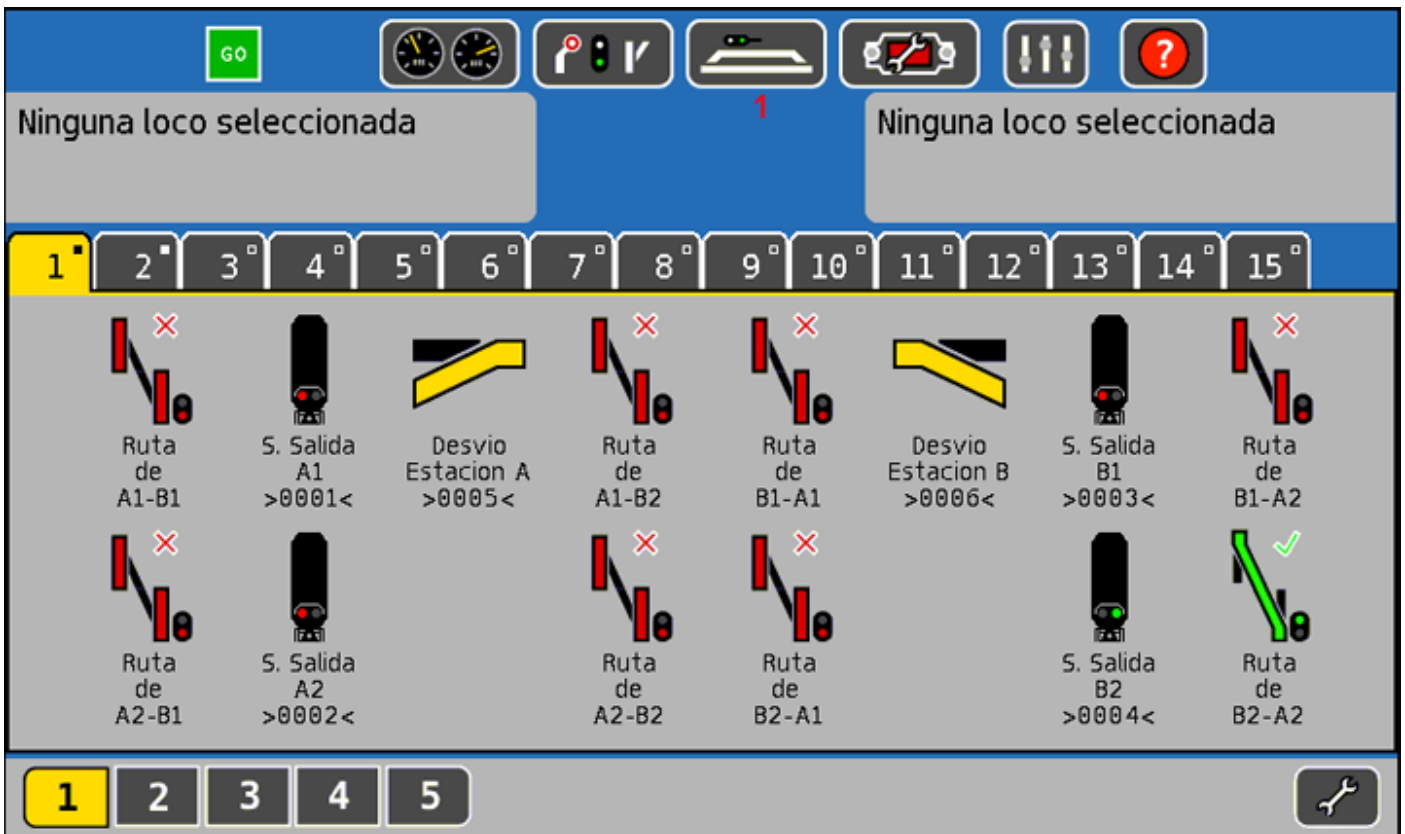 GO
1
Ninguna loco seleccionada
Ninguna loco seleccionada
1 2 3 4 5 6 7 8 9 10 11 12 13 14 15
Ruta
de
A1-B1
S. Salida
A1
>0001<
Desvio
Estacion A
>0005<
Ruta
de
A1-B2
Ruta
de
B1-A1
Desvio
Estacion B
>0006<
S. Salida
B1
>0003<
Ruta
de
B1-A2
Ruta
de
A2-B1
S. Salida
A2
>0002<
Ruta
de
A2-B2
Ruta
de
B2-A1
S. Salida
B2
>0004<
Ruta
de
B2-A2
1 2 3 4 5